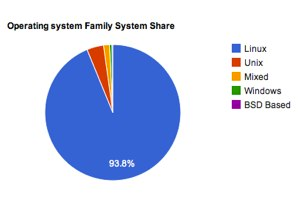 Operating system Family System Share
Linux
Unix
Mixed
Windows
BSD Based
93.8%